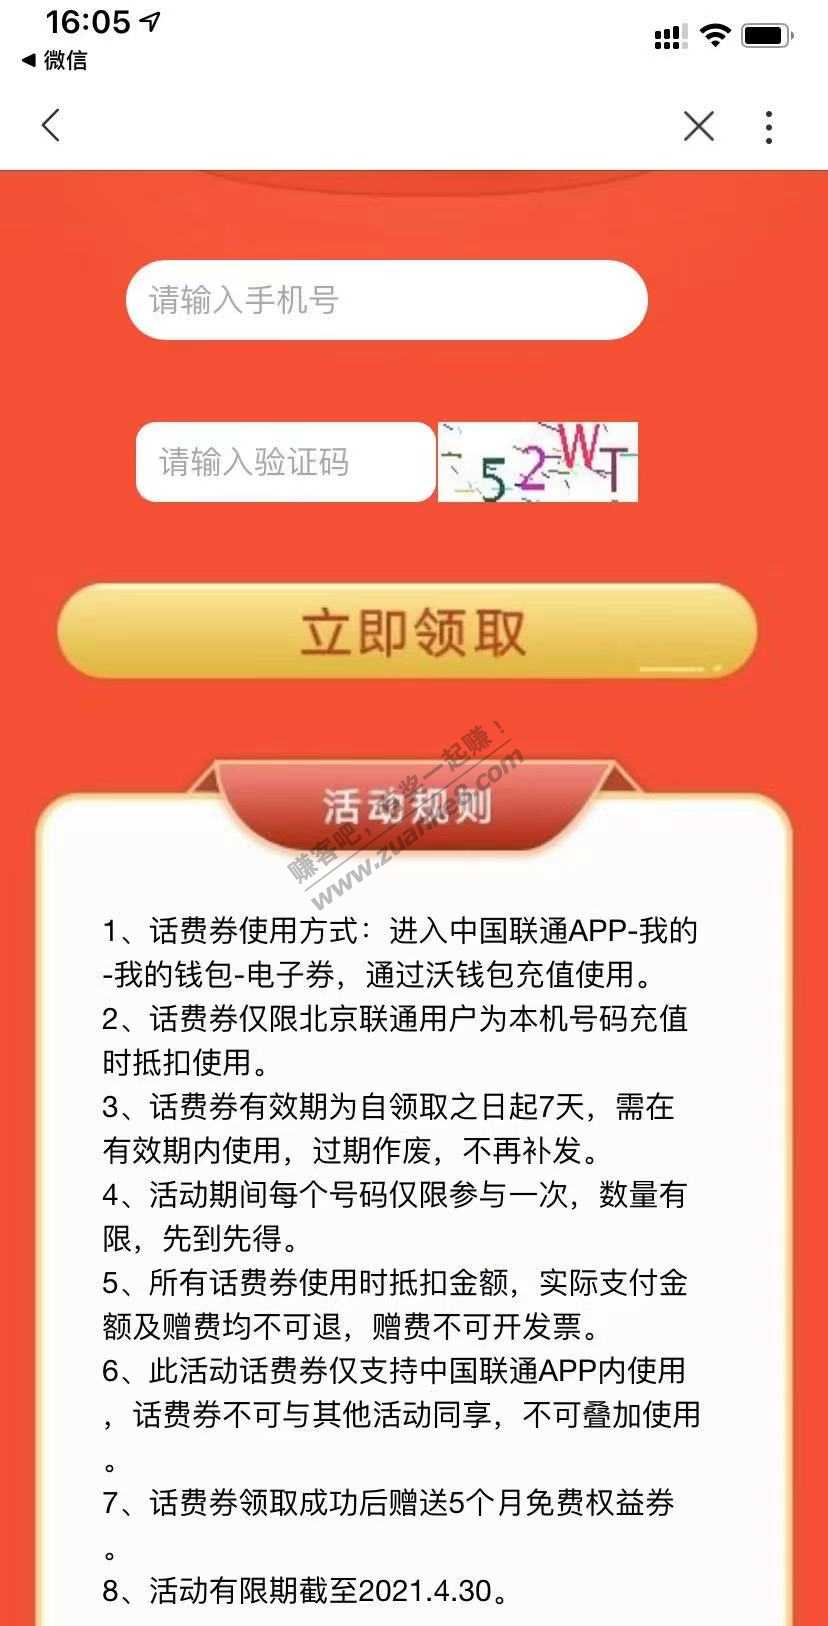 16:05
微信
请输入手机号
请输入验证码
52WT
立即领取
活动规则
赚客吧，有奖一起赚！
www.zuanke8.com
1、话费券使用方式：进入中国联通APP-我的
-我的钱包-电子券，通过沃钱包充值使用。
2、话费券仅限北京联通用户为本机号码充值
时抵扣使用。
3、话费券有效期为自领取之日起7天，需在
有效期内使用，过期作废，不再补发。
4、活动期间每个号码仅限参与一次，数量有
限，先到先得。
5、所有话费券使用时抵扣金额，实际支付金
额及赠费均不可退，赠费不可开发票。
6、此活动话费券仅支持中国联通APP内使用
，话费券不可与其他活动同享，不可叠加使用
。
7、话费券领取成功后赠送5个月免费权益券
。
8、活动有限期截至2021.4.30。